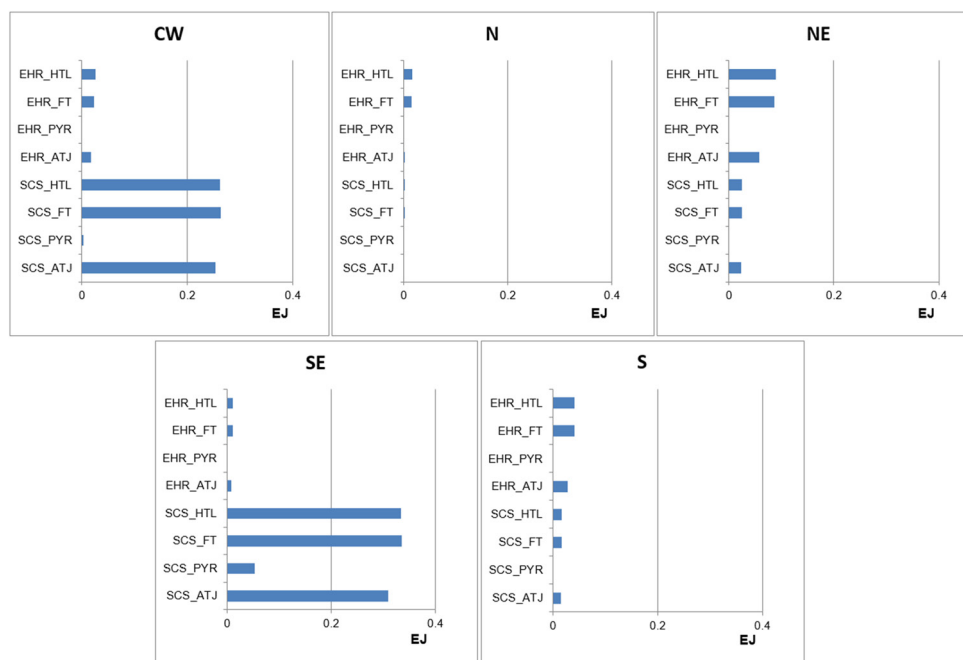 CW
EHR_HTL
EHR_FT
EHR_PYR
EHR_ATJ
SCS_HTL
SCS_FT
SCS_PYR
SCS_ATJ
0 0.2 0.4
EJ
N
EHR_HTL
EHR_FT
EHR_PYR
EHR_ATJ
SCS_HTL
SCS_FT
SCS_PYR
SCS_ATJ
0 0.2 0.4
EJ
NE
EHR_HTL
EHR_FT
EHR_PYR
EHR_ATJ
SCS_HTL
SCS_FT
SCS_PYR
SCS_ATJ
0 0.2 0.4
EJ
SE
EHR_HTL
EHR_FT
EHR_PYR
EHR_ATJ
SCS_HTL
SCS_FT
SCS_PYR
SCS_ATJ
0 0.2 0.4
EJ
S
EHR_HTL
EHR_FT
EHR_PYR
EHR_ATJ
SCS_HTL
SCS_FT
SCS_PYR
SCS_ATJ
0 0.2 0.4
EJ